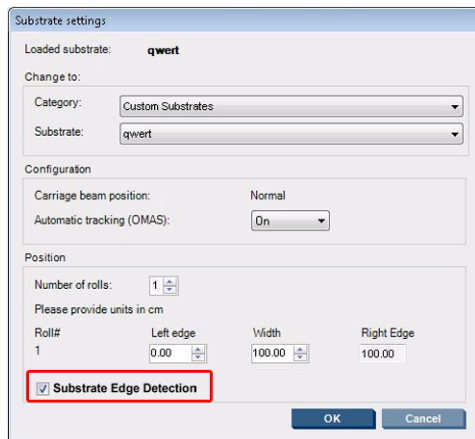 Substrate settings
Loaded substrate: qwert
Change to:
Category: Custom Substrates
Substrate: qwert
Configuration
Carriage beam position: Normal
Automatic tracking (OMAS): On
Position
Number of rolls: 1
Please provide units in cm
Roll# Left edge Width Right Edge
1 0.00 100.00 100.00
Substrate Edge Detection
OK Cancel